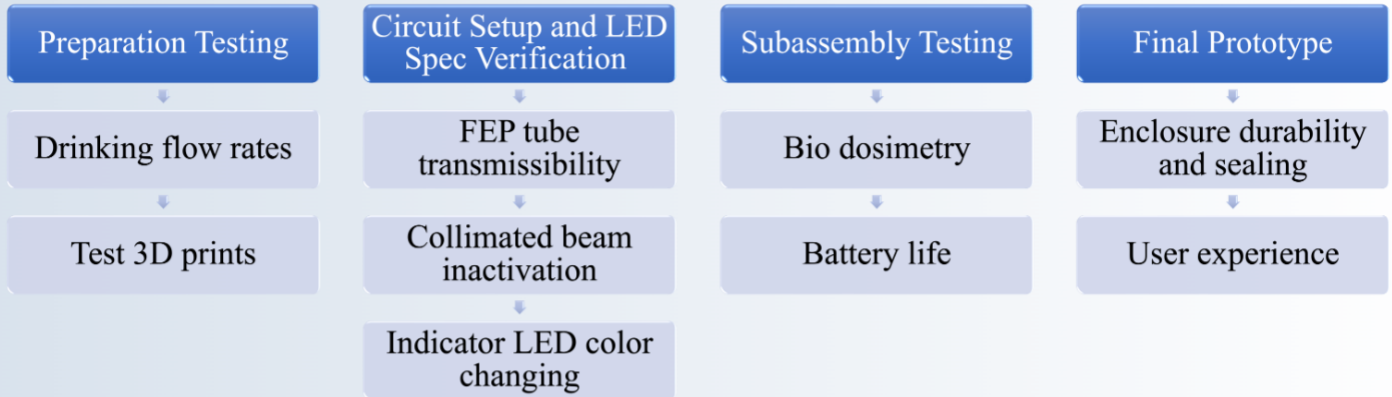 Preparation Testing
Drinking flow rates
Test 3D prints
Circuit Setup and LED
Spec Verification
FEP tube
transmissibility
Collimated beam
inactivation
Indicator LED color
changing
Subassembly Testing
Bio dosimetry
Battery life
Final Prototype
Enclosure durability
and sealing
User experience